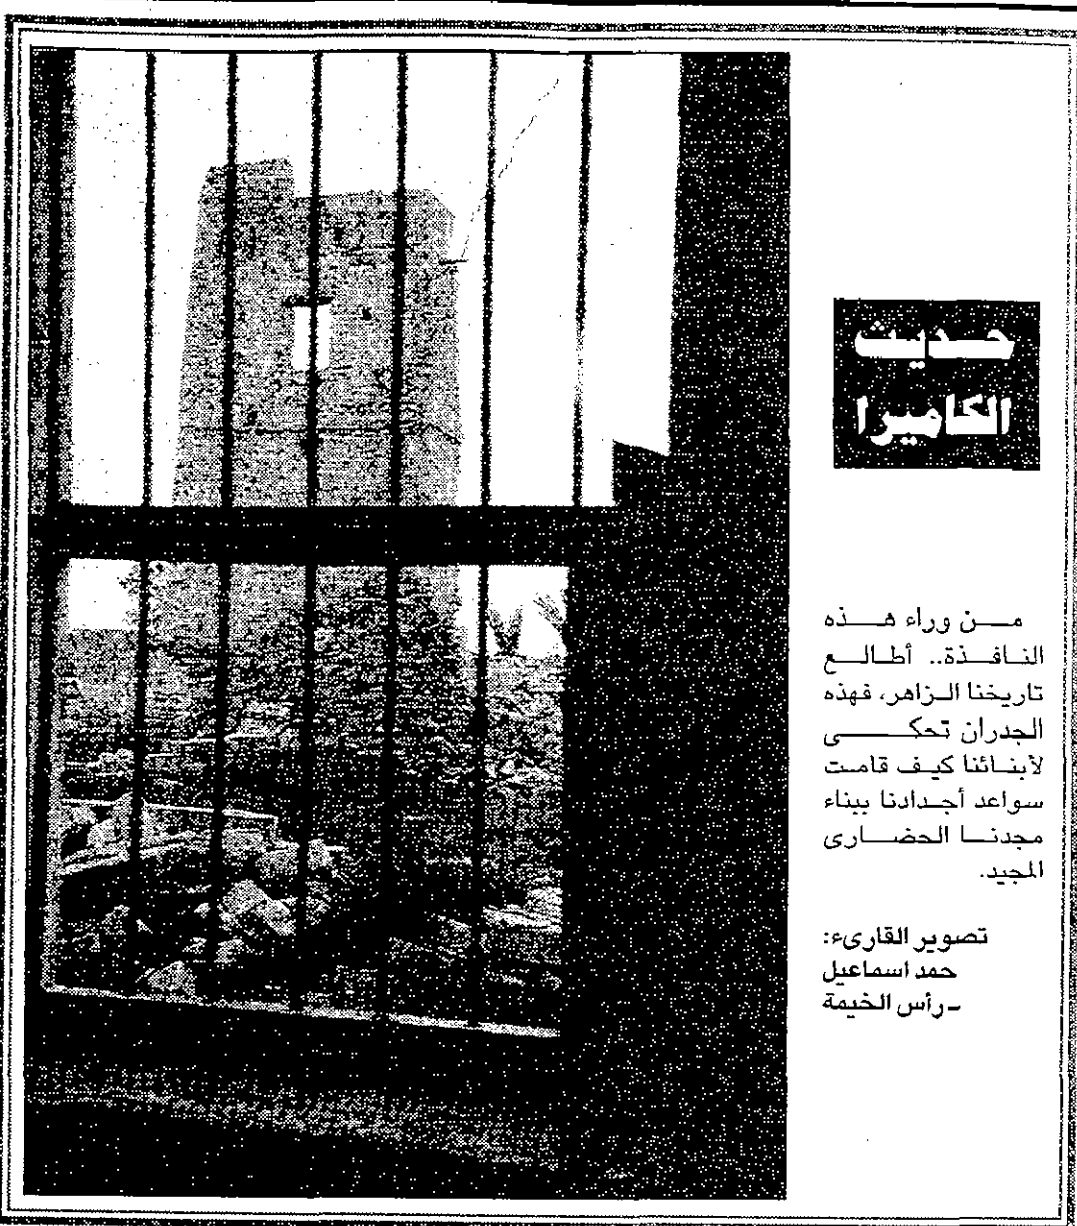 حديث
الكاميرا
من وراء هذه
النافذة.. أطالع
تاريخنا الزاهر، فهذه
الجدران تحكى
لأبنائنا كيف قامت
سواعد أجدادنا ببناء
مجدنا الحضارى
المجيد.
تصوير القارىء:
حمد اسماعيل
ـ رأس الخيمة